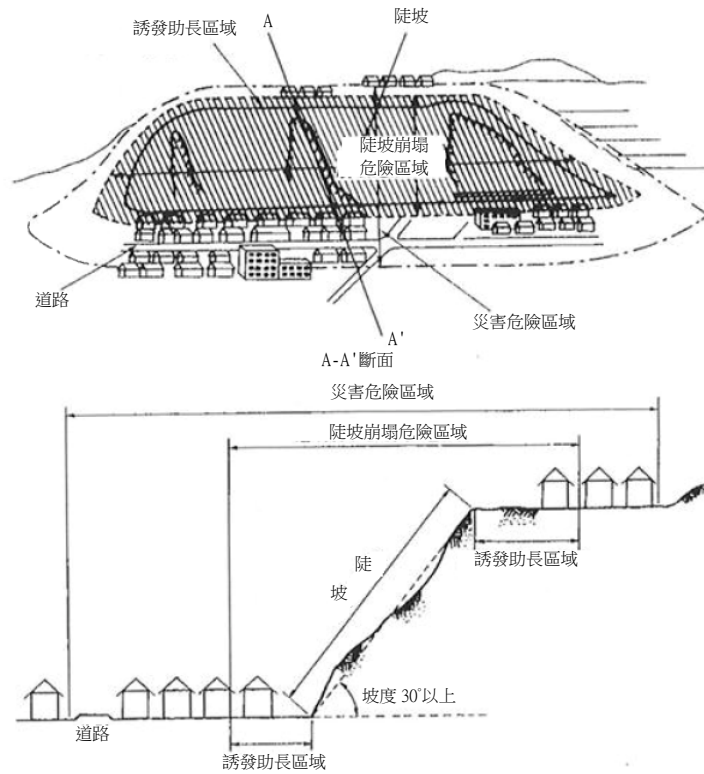 誘發助長區域
A
陡坡
陡坡崩塌
危險區域
道路
災害危險區域
A'
A-A'斷面
災害危險區域
陡坡崩塌危險區域
誘發助長區域
陡
坡
坡度 30°以上
道路
誘發助長區域